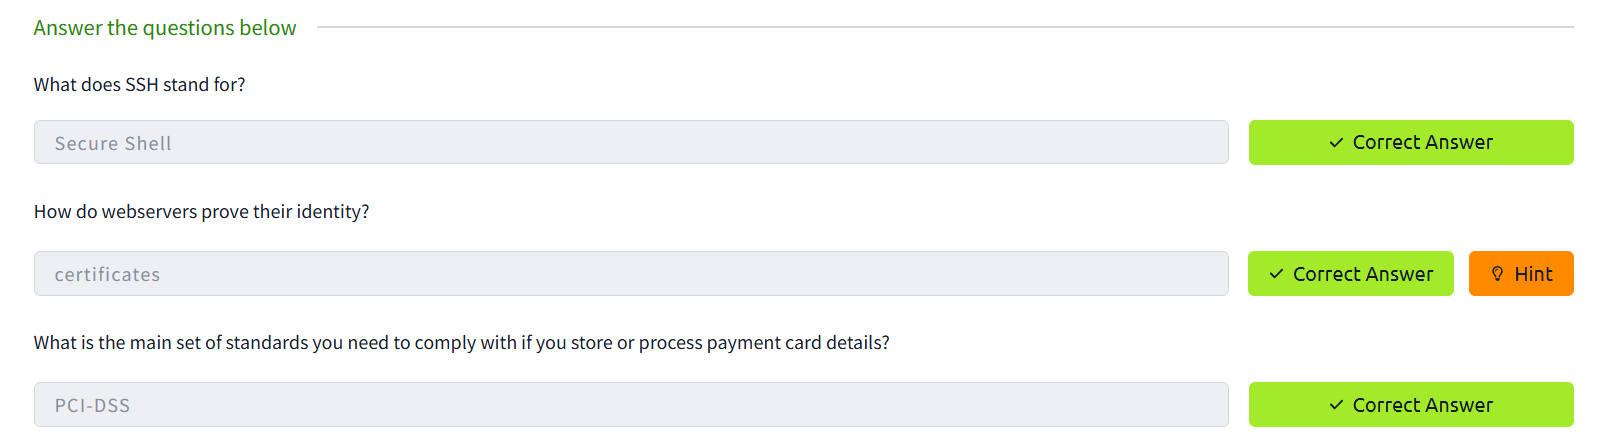 Answer the questions below
What does SSH stand for?
Secure Shell
Correct Answer
How do webservers prove their identity?
certificates
Correct Answer
Hint
What is the main set of standards you need to comply with if you store or process payment card details?
PCI-DSS
Correct Answer